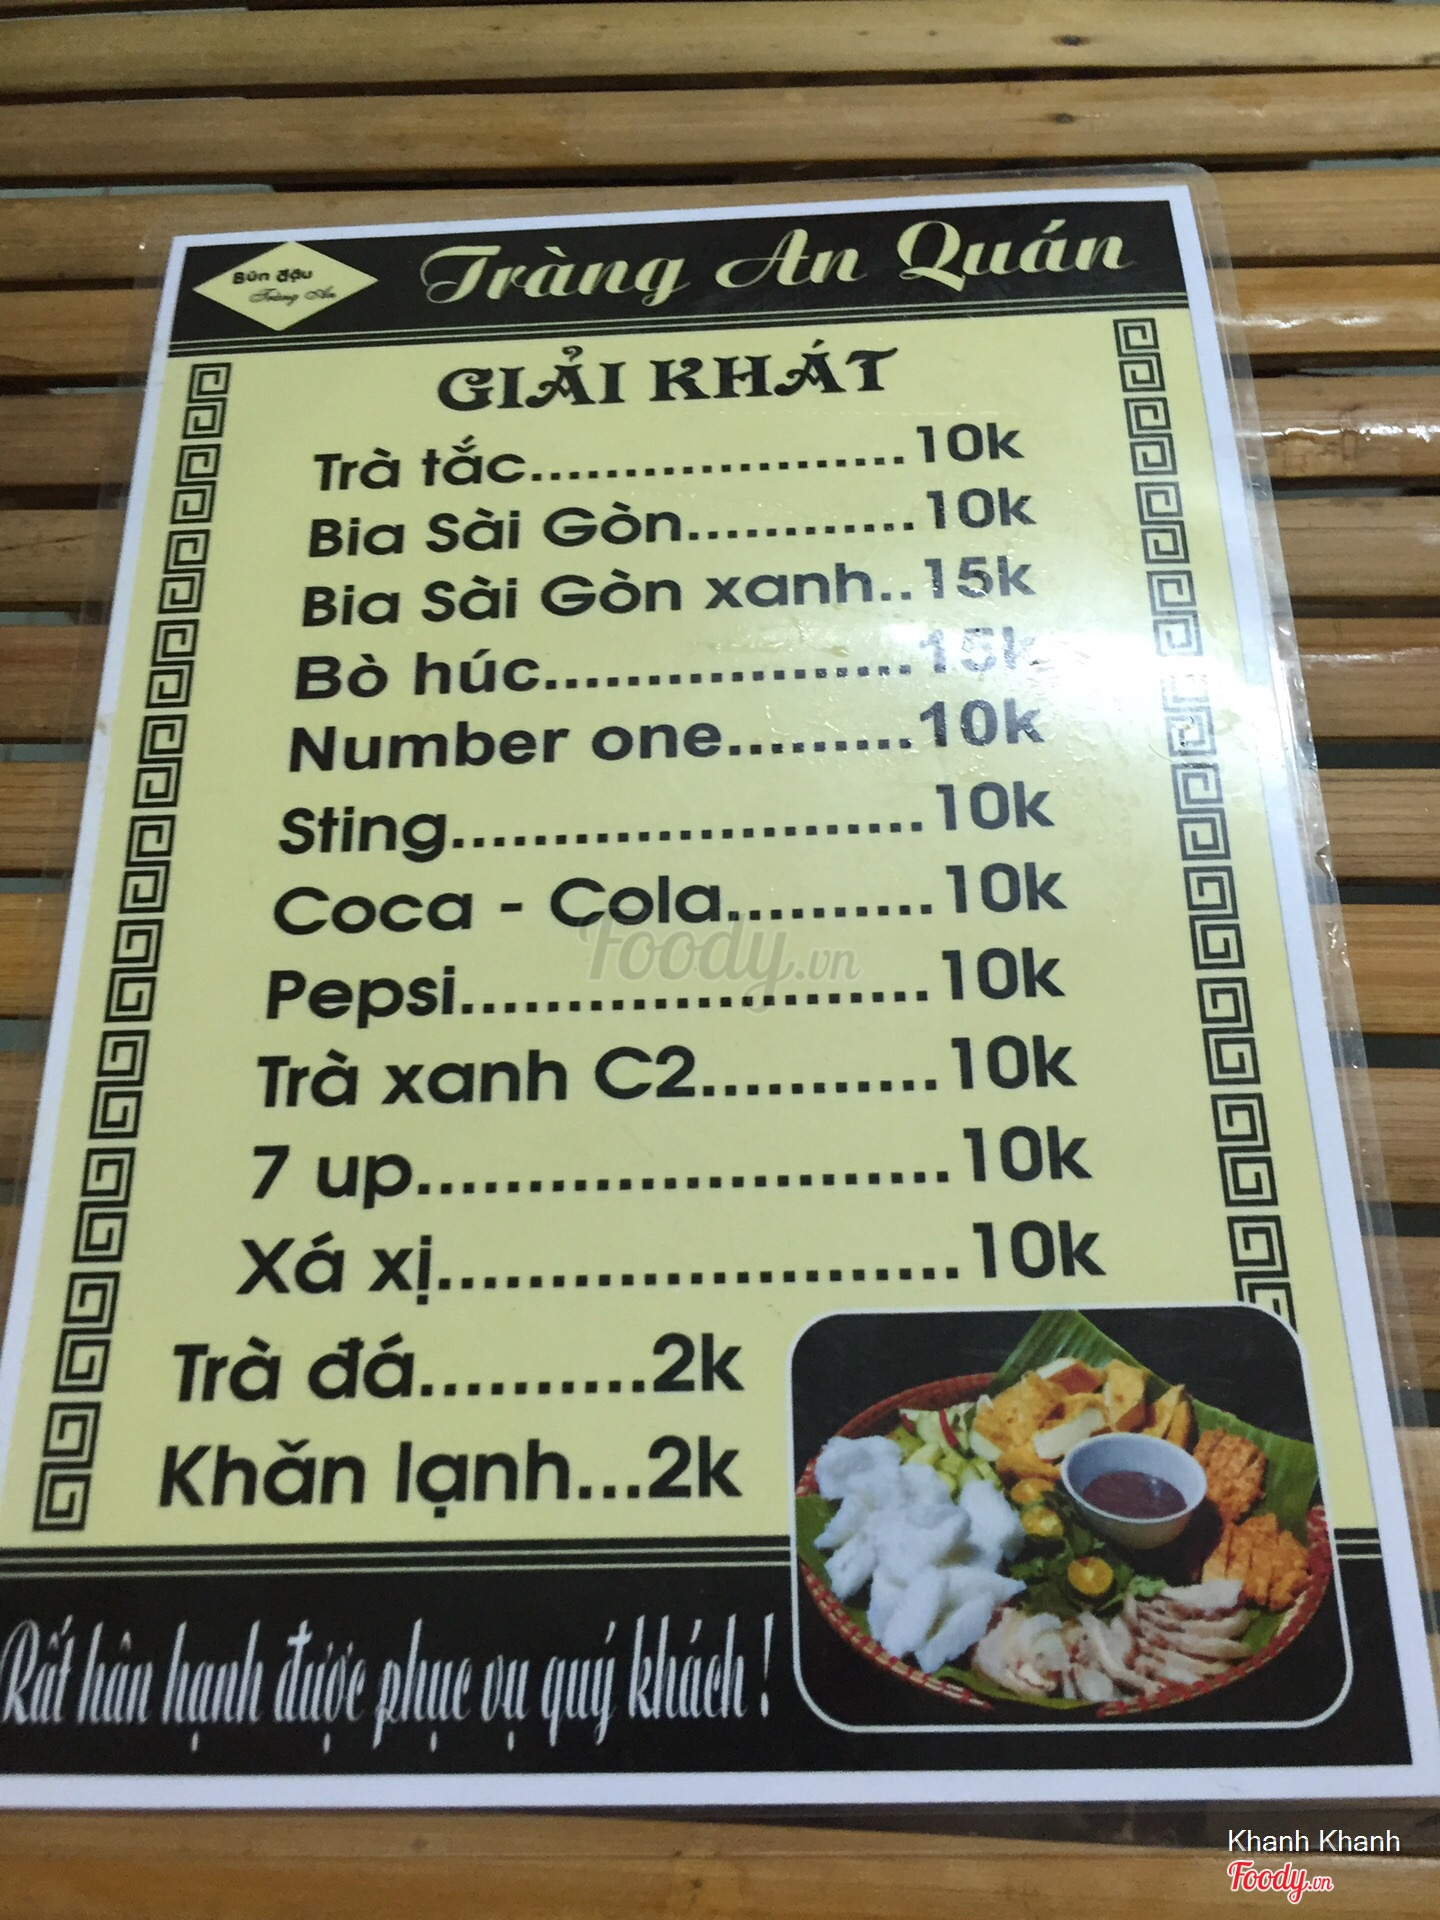 Bún đậu
Tràng An
Tràng An Quán
GIẢI KHÁT
Trà tắc....................10k
Bia Sài Gòn............10k
Bia Sài Gòn xanh..15k
Bò húc..................15k
Number one.........10k
Sting.......................10k
Coca - Cola..........10k
Pepsi.......................10k
Trà xanh C2...........10k
7 up..........................10k
Xá xị.........................10k
Trà đá..........2k
Khăn lạnh...2k
Rất hân hạnh được phục vụ quý khách !
Foody.vn
Khanh Khanh
Foody.vn